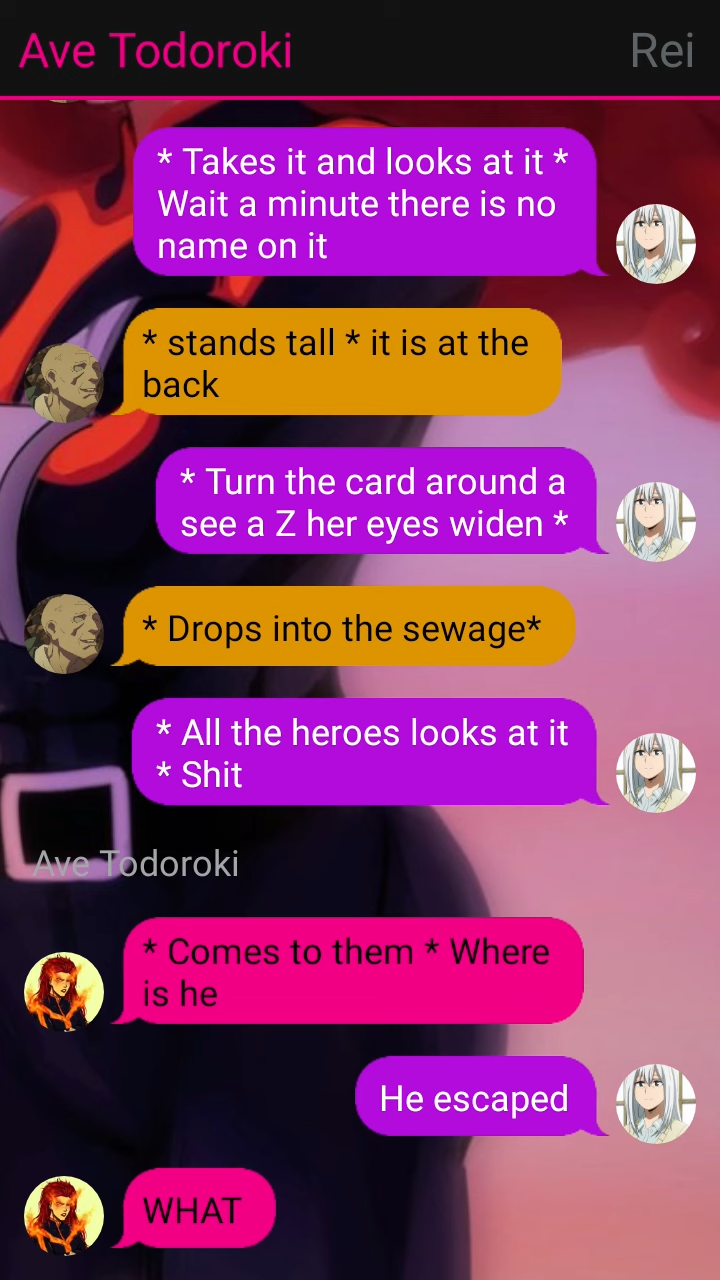 Ave Todoroki Rei
* Takes it and looks at it *
Wait a minute there is no
name on it
* stands tall * it is at the
back
* Turn the card around a
see a Z her eyes widen *
* Drops into the sewage*
* All the heroes looks at it
* Shit
Ave Todoroki
* Comes to them * Where
is he
He escaped
WHAT